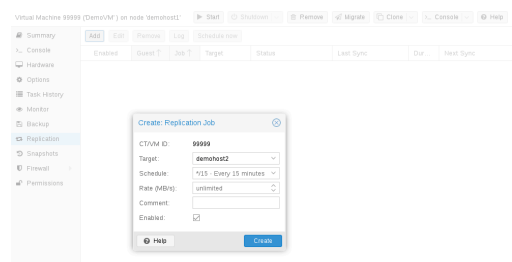 Virtual Machine 99999 ('DemoVM' ) on node 'demohost1' Start Shutdown Remove Migrate Clone Console Help
Summary
Console
Hardware
Options
Task History
Monitor
Backup
Replication
Snapshots
Firewall
Permissions
Add Edit Remove Log Schedule now
Enabled Guest ↑ Job ↑ Target Status Last Sync Dur... Next Sync
Create: Replication Job
CT/VM ID: 99999
Target: demohost2
Schedule: */15 - Every 15 minutes
Rate (MB/s): unlimited
Comment:
Enabled:
Help Create